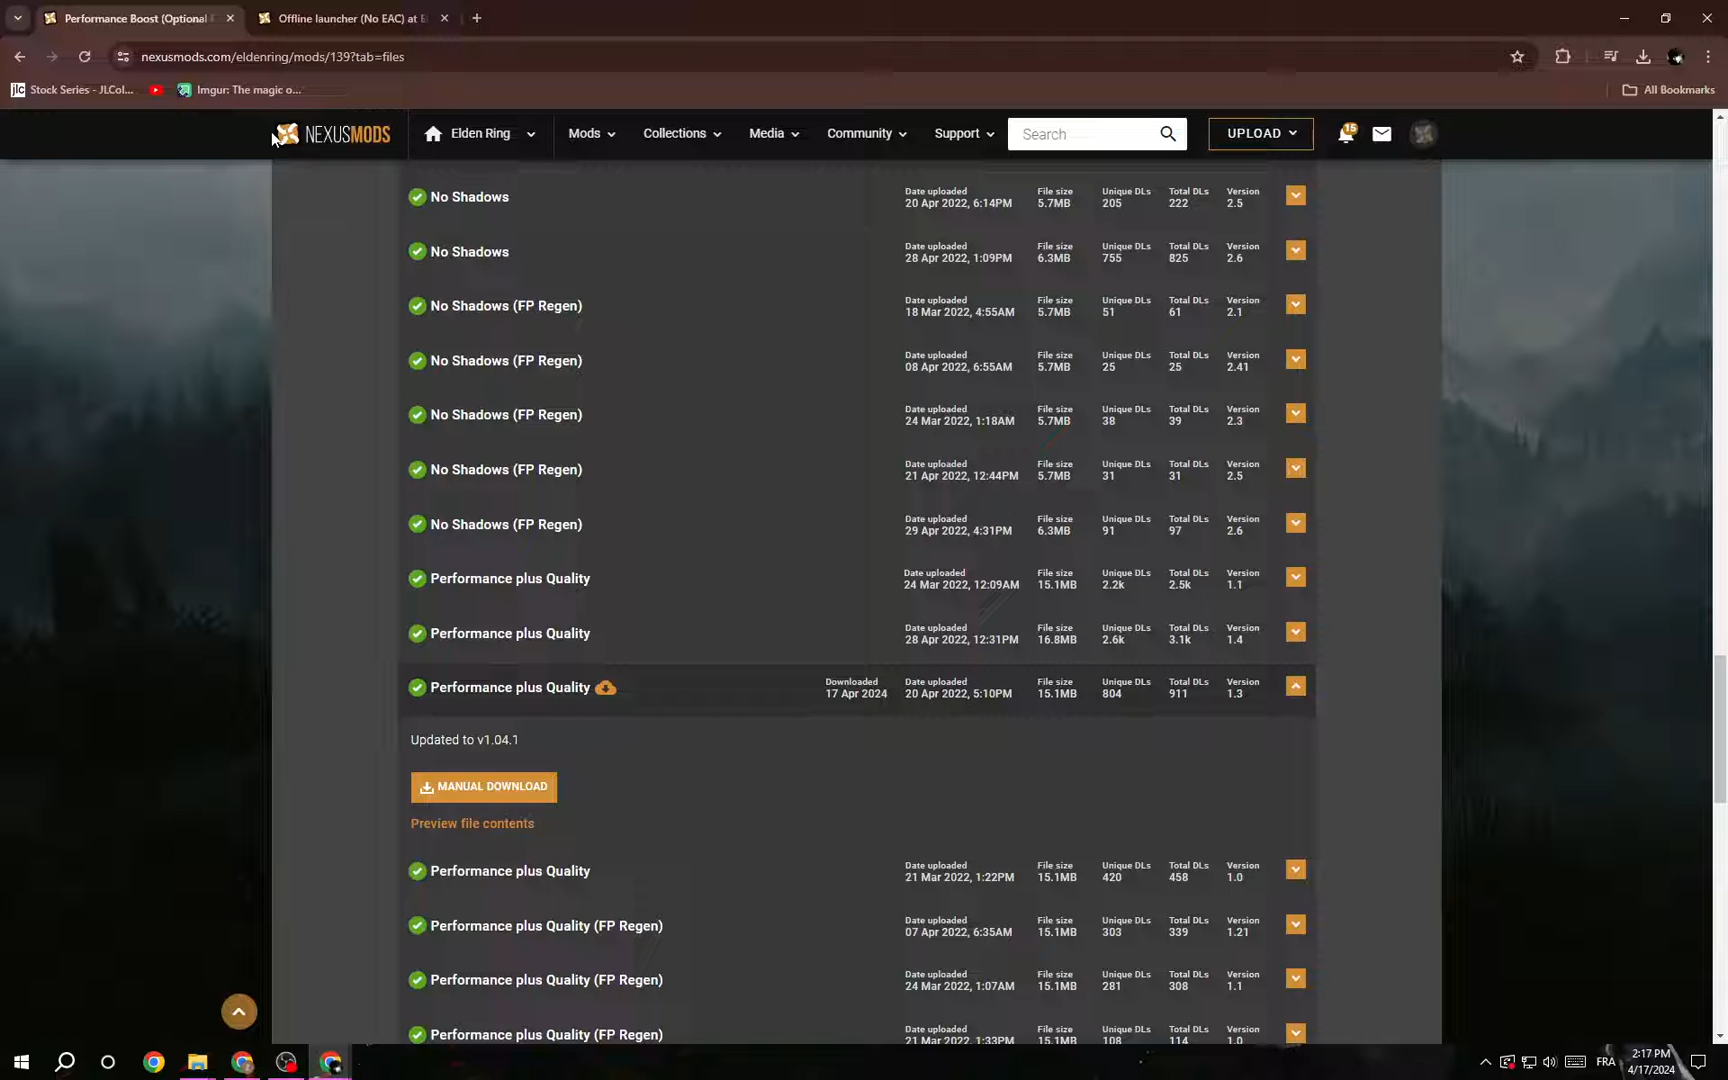 Performance Boost (Optional
Offline launcher (No EAC) at E
nexusmods.com/eldenring/mods/139?tab=files
jlc Stock Series - JLCol...
Imgur: The magic o...
All Bookmarks
NEXUSMODS
Elden Ring
Mods
Collections
Media
Community
Support
Search
UPLOAD
15
No Shadows
Date uploaded
20 Apr 2022, 6:14PM
File size
5.7MB
Unique DLs
205
Total DLs
222
Version
2.5
No Shadows
Date uploaded
28 Apr 2022, 1:09PM
File size
6.3MB
Unique DLs
755
Total DLs
825
Version
2.6
No Shadows (FP Regen)
Date uploaded
18 Mar 2022, 4:55AM
File size
5.7MB
Unique DLs
51
Total DLs
61
Version
2.1
No Shadows (FP Regen)
Date uploaded
08 Apr 2022, 6:55AM
File size
5.7MB
Unique DLs
25
Total DLs
25
Version
2.41
No Shadows (FP Regen)
Date uploaded
24 Mar 2022, 1:18AM
File size
5.7MB
Unique DLs
38
Total DLs
39
Version
2.3
No Shadows (FP Regen)
Date uploaded
21 Apr 2022, 12:44PM
File size
5.7MB
Unique DLs
31
Total DLs
31
Version
2.5
No Shadows (FP Regen)
Date uploaded
29 Apr 2022, 4:31PM
File size
6.3MB
Unique DLs
91
Total DLs
97
Version
2.6
Performance plus Quality
Date uploaded
24 Mar 2022, 12:09AM
File size
15.1MB
Unique DLs
2.2k
Total DLs
2.5k
Version
1.1
Performance plus Quality
Date uploaded
28 Apr 2022, 12:31PM
File size
16.8MB
Unique DLs
2.6k
Total DLs
3.1k
Version
1.4
Performance plus Quality
Downloaded
17 Apr 2024
Date uploaded
20 Apr 2022, 5:10PM
File size
15.1MB
Unique DLs
804
Total DLs
911
Version
1.3
Updated to v1.04.1
MANUAL DOWNLOAD
Preview file contents
Performance plus Quality
Date uploaded
21 Mar 2022, 1:22PM
File size
15.1MB
Unique DLs
420
Total DLs
458
Version
1.0
Performance plus Quality (FP Regen)
Date uploaded
07 Apr 2022, 6:35AM
File size
15.1MB
Unique DLs
303
Total DLs
339
Version
1.21
Performance plus Quality (FP Regen)
Date uploaded
24 Mar 2022, 1:07AM
File size
15.1MB
Unique DLs
281
Total DLs
308
Version
1.1
Performance plus Quality (FP Regen)
Date uploaded
21 Mar 2022, 1:33PM
File size
15.1MB
Unique DLs
108
Total DLs
114
Version
1.0
FRA
2:17 PM
4/17/2024